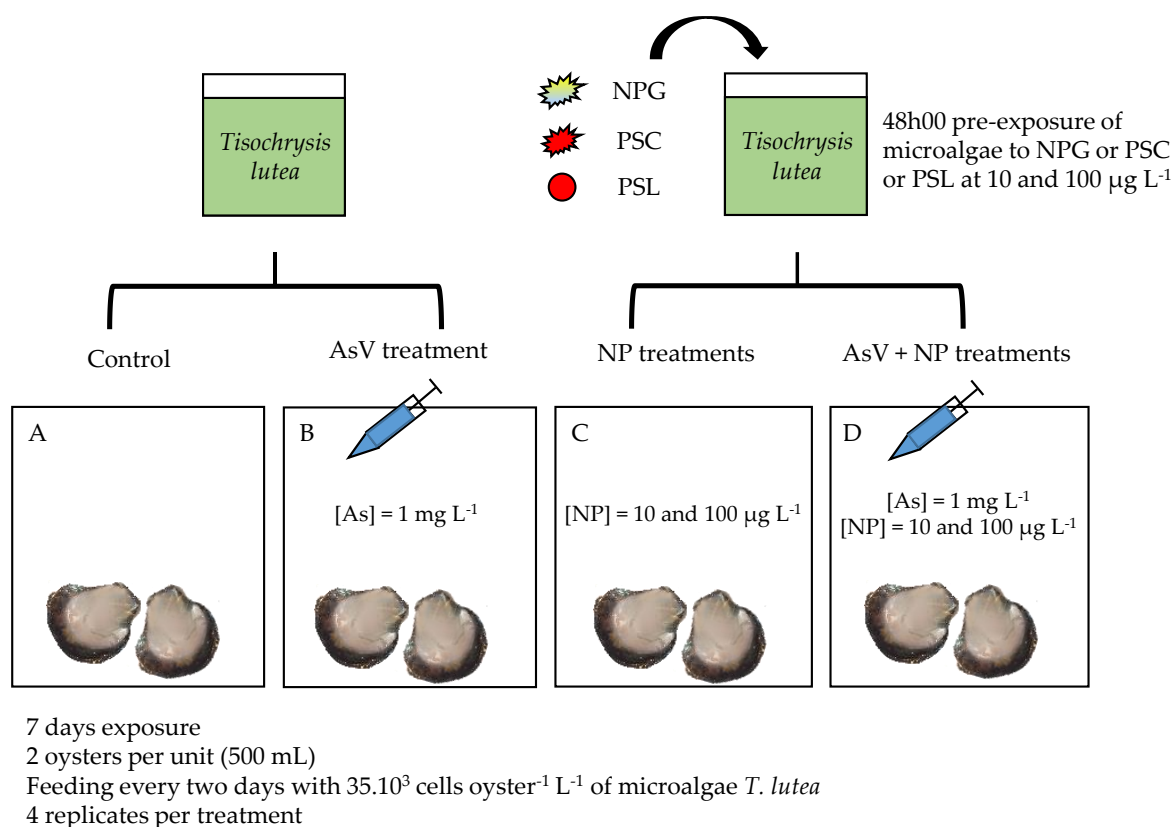 NPG
PSC
PSL
Tisochrysis
lutea
Tisochrysis
lutea
48h00 pre-exposure of
microalgae to NPG or PSC
or PSL at 10 and 100 µg L⁻¹
Control
AsV treatment
NP treatments
AsV + NP treatments
A
B
[As] = 1 mg L⁻¹
C
[NP] = 10 and 100 µg L⁻¹
D
[As] = 1 mg L⁻¹
[NP] = 10 and 100 µg L⁻¹
7 days exposure
2 oysters per unit (500 mL)
Feeding every two days with 35.10³ cells oyster⁻¹ L⁻¹ of microalgae T. lutea
4 replicates per treatment